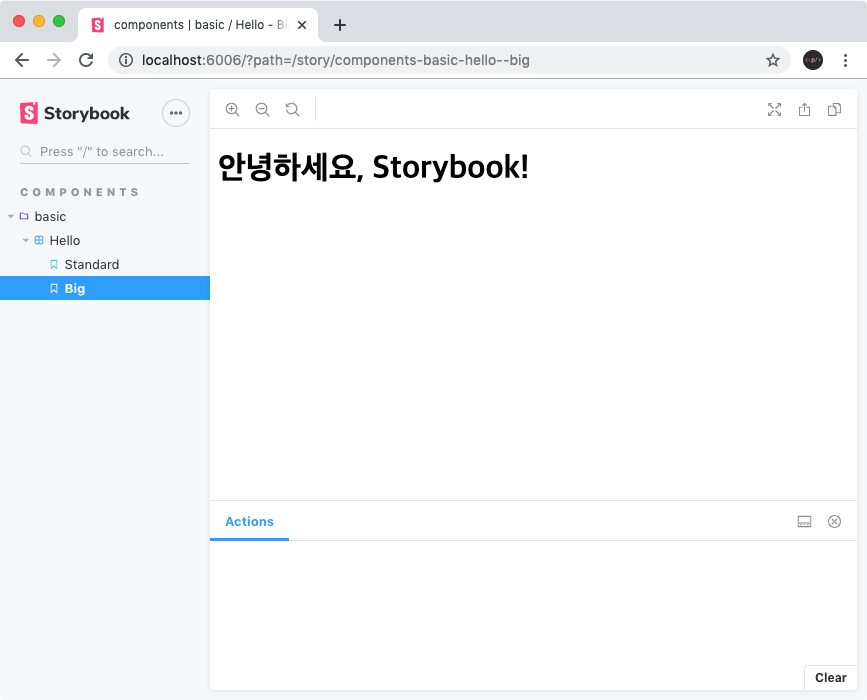 components | basic / Hello - Bi
localhost:6006/?path=/story/components-basic-hello--big
Storybook
Press "/" to search...
COMPONENTS
basic
Hello
Standard
Big
안녕하세요, Storybook!
Actions
Clear